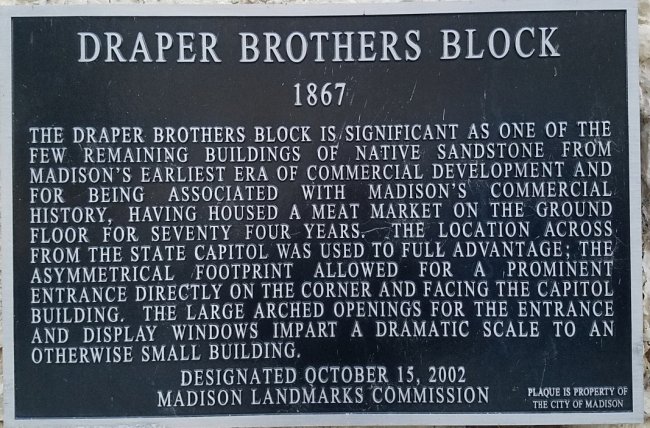 DRAPER BROTHERS BLOCK
1867
THE DRAPER BROTHERS BLOCK IS SIGNIFICANT AS ONE OF THE
FEW REMAINING BUILDINGS OF NATIVE SANDSTONE FROM
MADISON'S EARLIEST ERA OF COMMERCIAL DEVELOPMENT AND
FOR BEING ASSOCIATED WITH MADISON'S COMMERCIAL
HISTORY, HAVING HOUSED A MEAT MARKET ON THE GROUND
FLOOR FOR SEVENTY FOUR YEARS. THE LOCATION ACROSS
FROM THE STATE CAPITOL WAS USED TO FULL ADVANTAGE; THE
ASYMMETRICAL FOOTPRINT ALLOWED FOR A PROMINENT
ENTRANCE DIRECTLY ON THE CORNER AND FACING THE CAPITOL
BUILDING. THE LARGE ARCHED OPENINGS FOR THE ENTRANCE
AND DISPLAY WINDOWS IMPART A DRAMATIC SCALE TO AN
OTHERWISE SMALL BUILDING.
DESIGNATED OCTOBER 15, 2002
MADISON LANDMARKS COMMISSION
PLAQUE IS PROPERTY OF
THE CITY OF MADISON